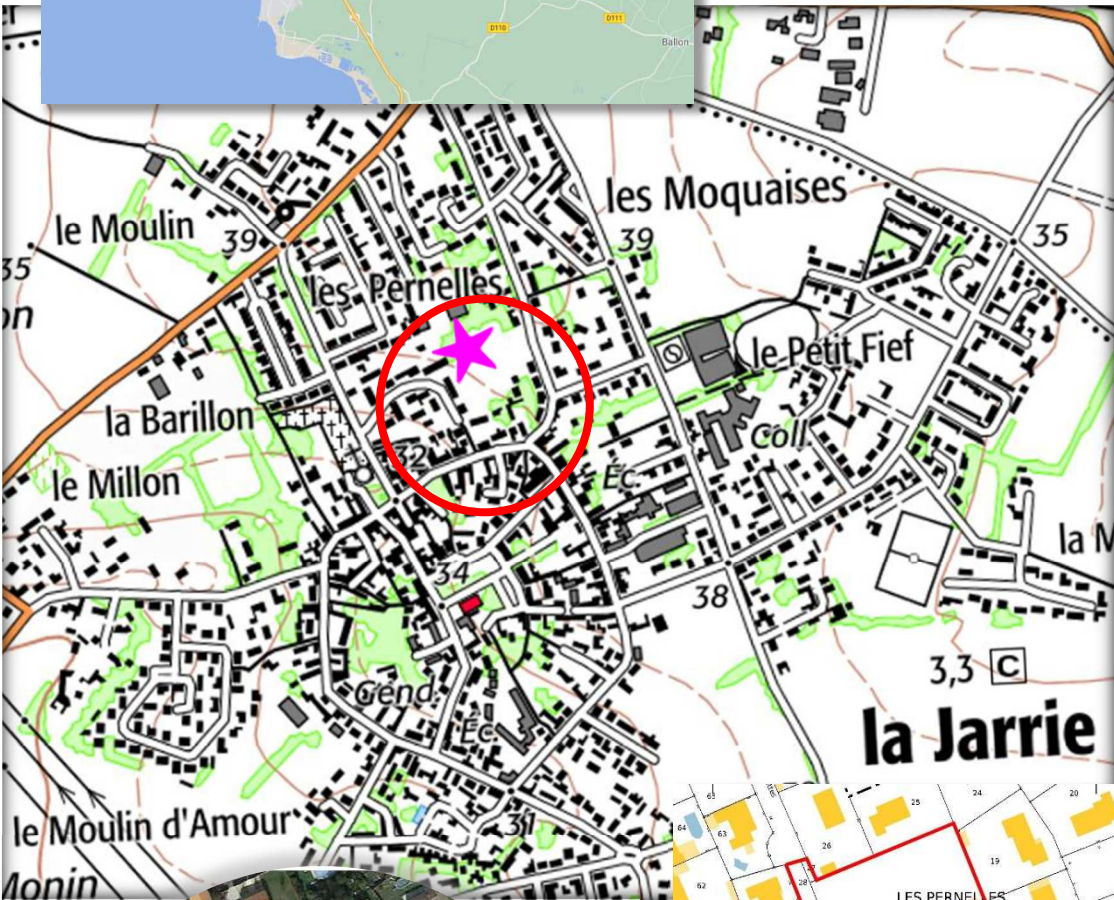 D111
D110
Ballon
les Moquaises
le Moulin
39
39
35
35
on
les Pernelles
le Petit Fief
la Barillon
Coll.
32
le Millon
Éc.
la M
34
38
3,3 C
Gend.
la Jarrie
Éc.
le Moulin d'Amour
31
Monin
63
25
24
20
64
63
26
19
62
28
LES PERNELLES